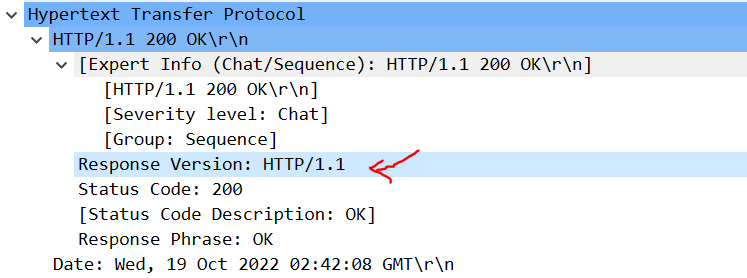 Hypertext Transfer Protocol
HTTP/1.1 200 OK\r\n
[Expert Info (Chat/Sequence): HTTP/1.1 200 OK\r\n]
[HTTP/1.1 200 OK\r\n]
[Severity level: Chat]
[Group: Sequence]
Response Version: HTTP/1.1
Status Code: 200
[Status Code Description: OK]
Response Phrase: OK
Date: Wed, 19 Oct 2022 02:42:08 GMT\r\n